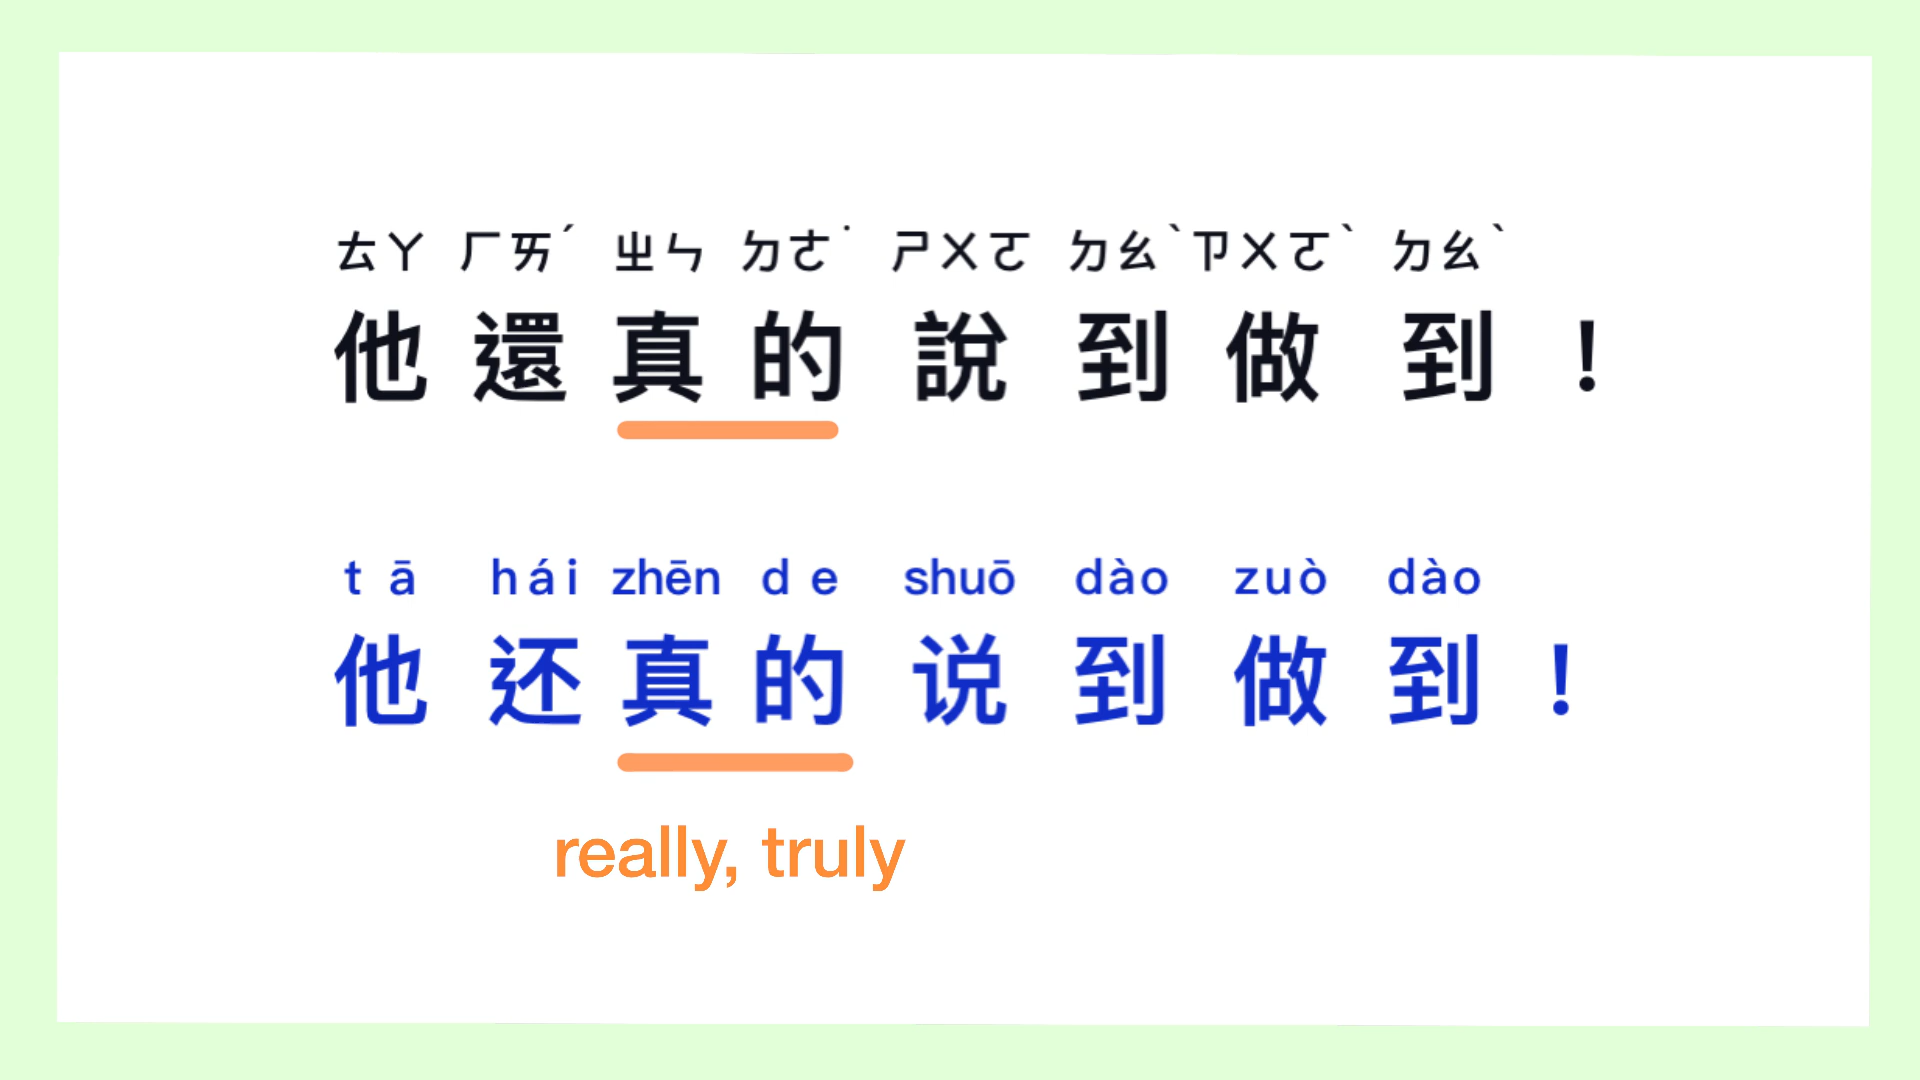 ㄊㄚ ㄏㄞˊ ㄓㄣ ㄉㄜ˙ ㄕㄨㄛ ㄉㄠˋ ㄗㄨㄛˋ ㄉㄠˋ
他還真的說到做到！
tā hái zhēn de shuō dào zuò dào
他还真的说到做到！
really, truly